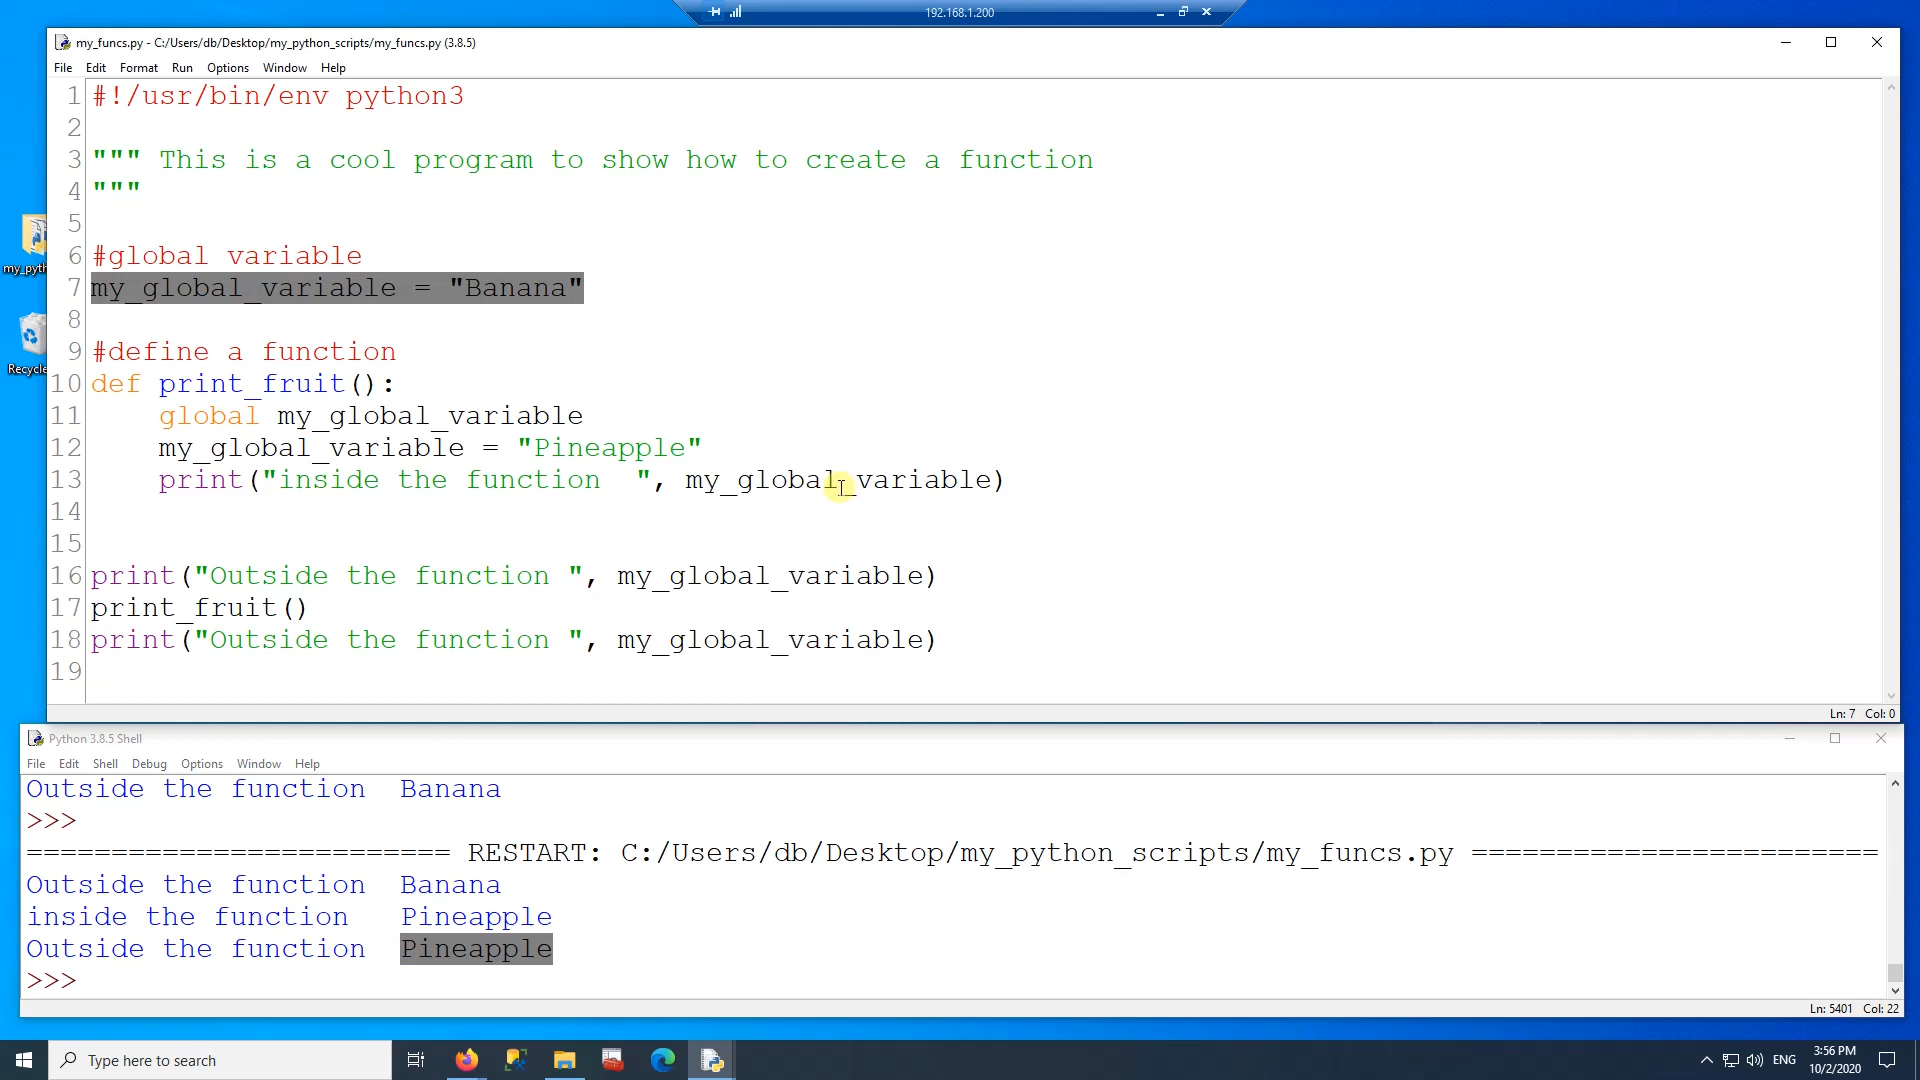 192.168.1.200
my_funcs.py - C:/Users/db/Desktop/my_python_scripts/my_funcs.py (3.8.5)
File Edit Format Run Options Window Help
1 #!/usr/bin/env python3
2
3 """ This is a cool program to show how to create a function
4 """
5
6 #global variable
7 my_global_variable = "Banana"
8
9 #define a function
10 def print_fruit():
11     global my_global_variable
12     my_global_variable = "Pineapple"
13     print("inside the function  ", my_global_variable)
14
15
16 print("Outside the function ", my_global_variable)
17 print_fruit()
18 print("Outside the function ", my_global_variable)
19
my_pyth
Recycle
Ln: 7 Col: 0
Python 3.8.5 Shell
File Edit Shell Debug Options Window Help
Outside the function  Banana
>>>
========================= RESTART: C:/Users/db/Desktop/my_python_scripts/my_funcs.py ========================
Outside the function  Banana
inside the function   Pineapple
Outside the function  Pineapple
>>>
Ln: 5401 Col: 22
Type here to search
ENG
3:56 PM
10/2/2020